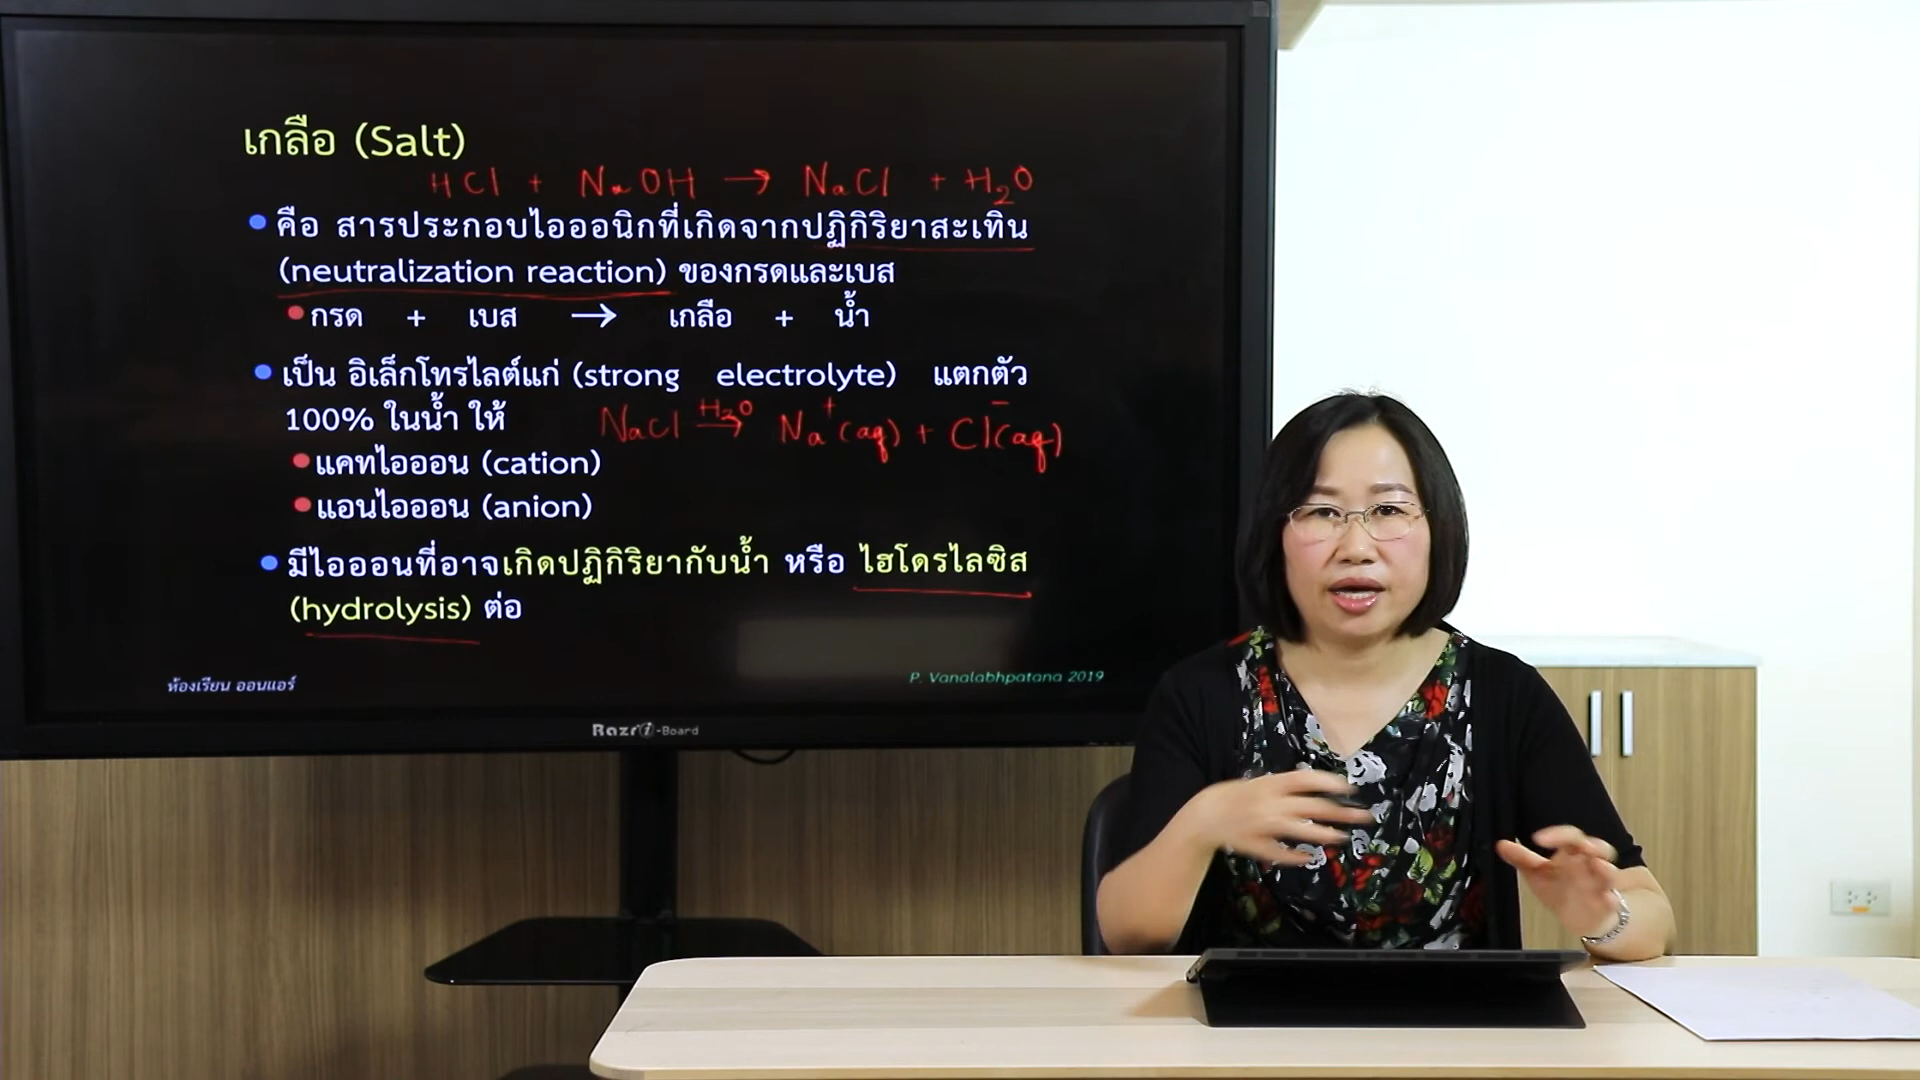 เกลือ (Salt)
HCl + NaOH → NaCl + H₂O
คือ สารประกอบไอออนิกที่เกิดจากปฏิกิริยาสะเทิน
(neutralization reaction) ของกรดและเบส
กรด + เบส → เกลือ + น้ำ
เป็น อิเล็กโทรไลต์แก่ (strong electrolyte) แตกตัว
100% ในน้ำ ให้
NaCl H₂O → Na⁺(aq) + Cl⁻(aq)
แคทไอออน (cation)
แอนไอออน (anion)
มีไอออนที่อาจเกิดปฏิกิริยากับน้ำ หรือ ไฮโดรไลซิส
(hydrolysis) ต่อ
ห้องเรียน ออนแอร์
P. Vanalabhpatana 2019
Razr i-Board